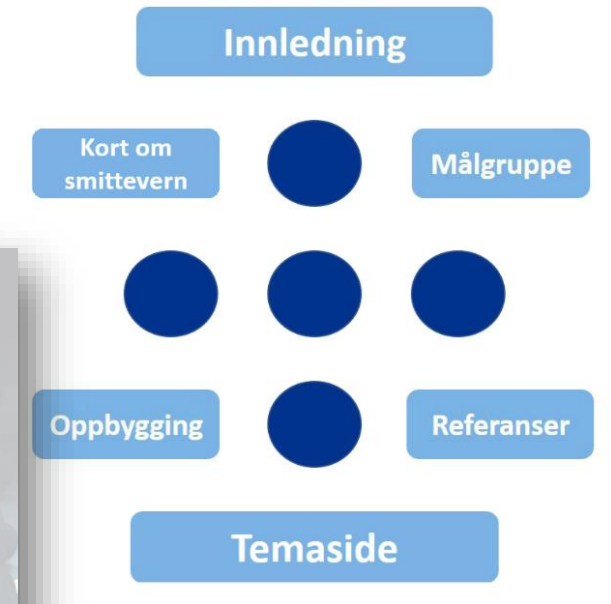 Innledning
Kort om
smittevern
Målgruppe
Oppbygging
Referanser
Temaside